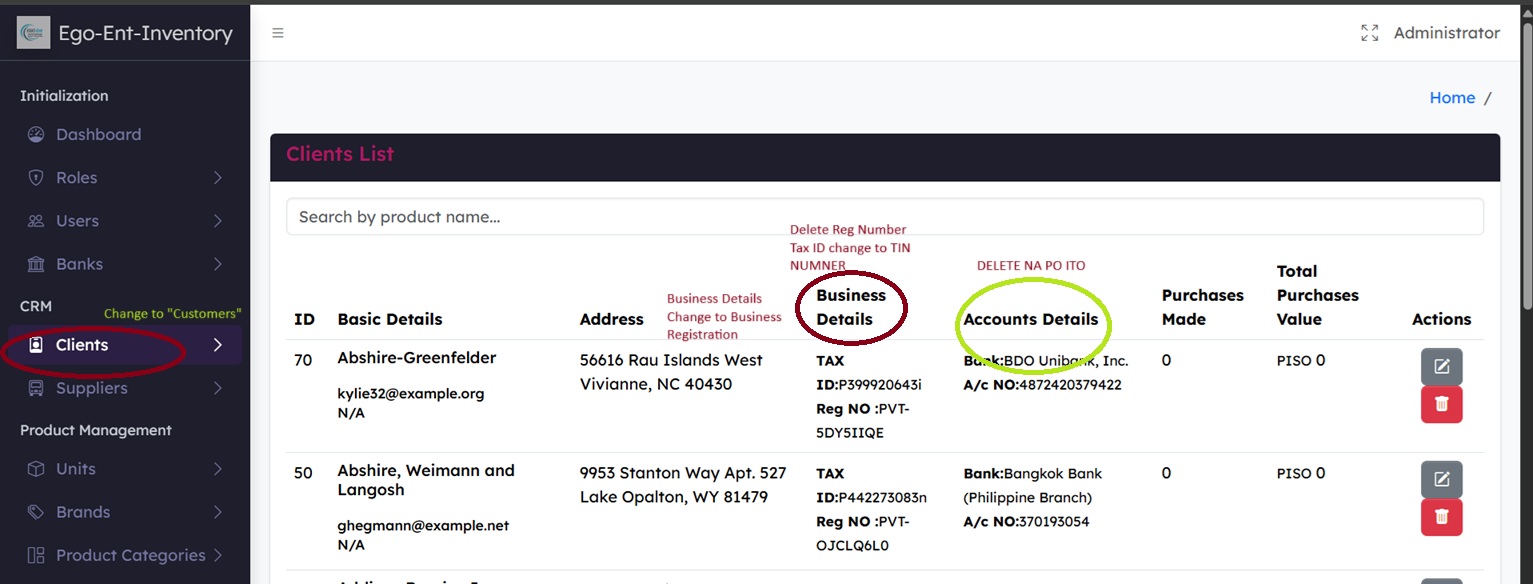 Ego-Ent-Inventory
Administrator
Initialization
Dashboard
Roles
Users
Banks
CRM
Change to "Customers"
Clients
Suppliers
Product Management
Units
Brands
Product Categories
Home /
Clients List
Search by product name...
Delete Reg Number
Tax ID change to TIN
NUMNER
DELETE NA PO ITO
Business Details
Change to Business
Registration
ID
Basic Details
Address
Business
Details
Accounts Details
Purchases
Made
Total
Purchases
Value
Actions
70
Abshire-Greenfelder
kylie32@example.org
N/A
56616 Rau Islands West
Vivianne, NC 40430
TAX
ID:P399920643i
Reg NO :PVT-
5DY5IIQE
Bank:BDO Unibank, Inc.
A/c NO:4872420379422
0
PISO 0
50
Abshire, Weimann and
Langosh
ghegmann@example.net
N/A
9953 Stanton Way Apt. 527
Lake Opalton, WY 81479
TAX
ID:P442273083n
Reg NO :PVT-
OJCLQ6L0
Bank:Bangkok Bank
(Philippine Branch)
A/c NO:370193054
0
PISO 0